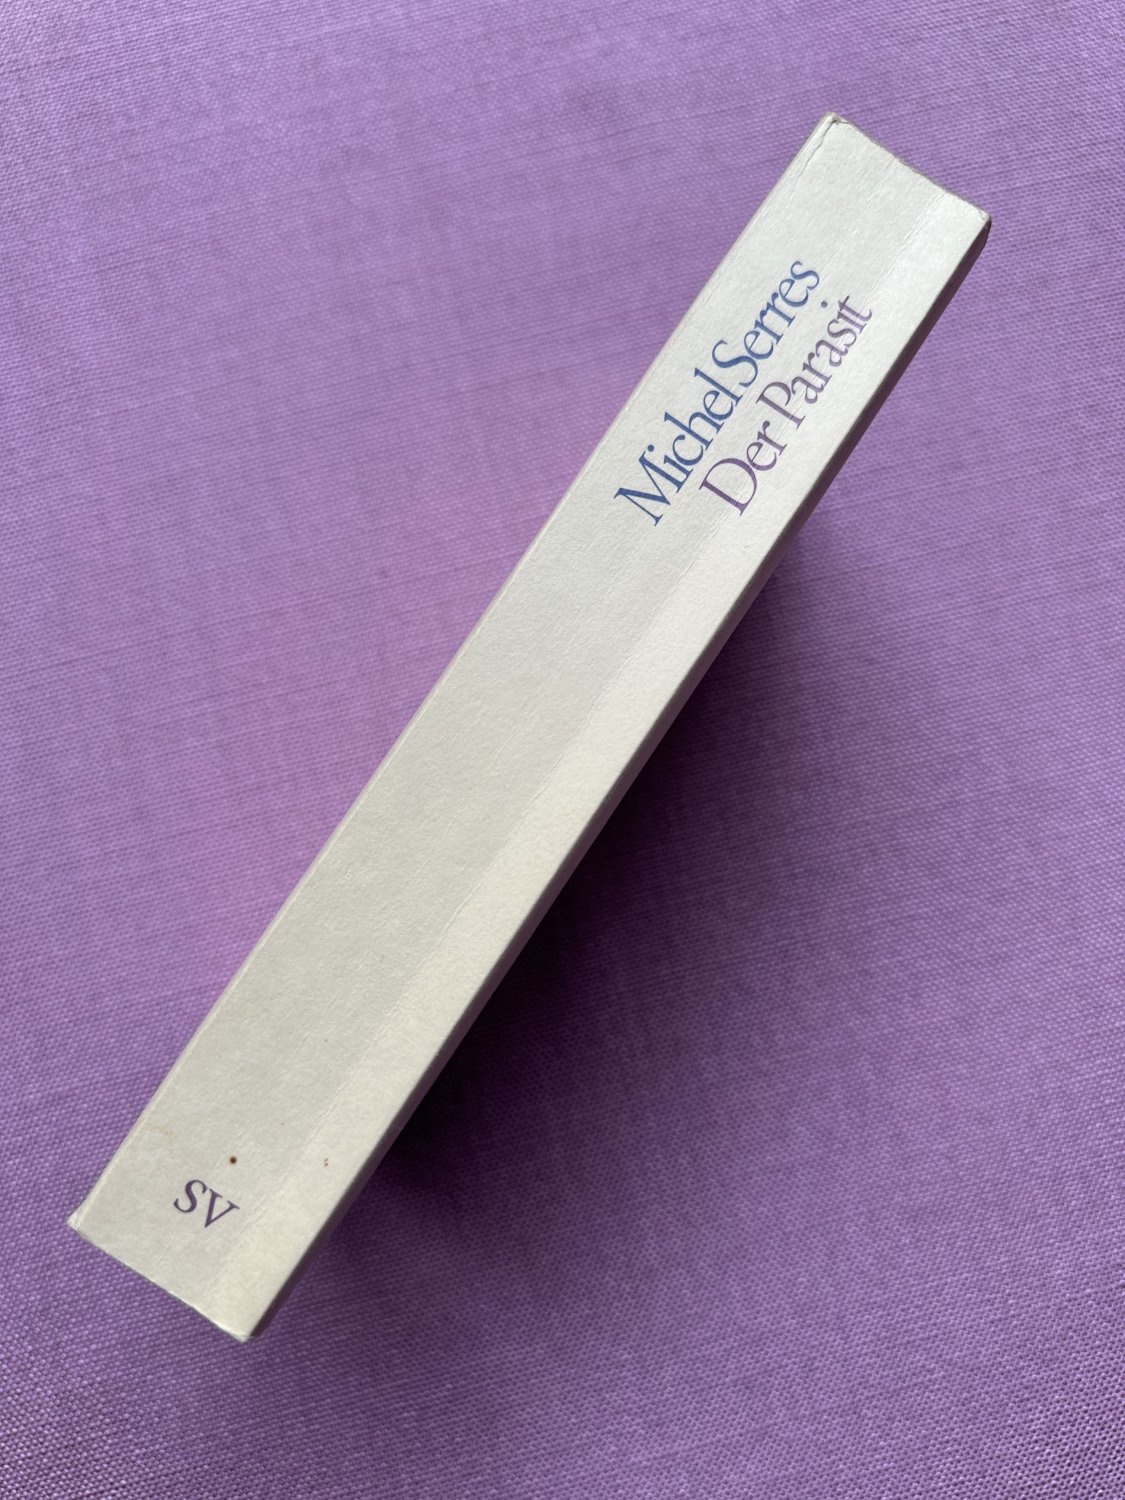 Michel Serres
Der Parasit
SV